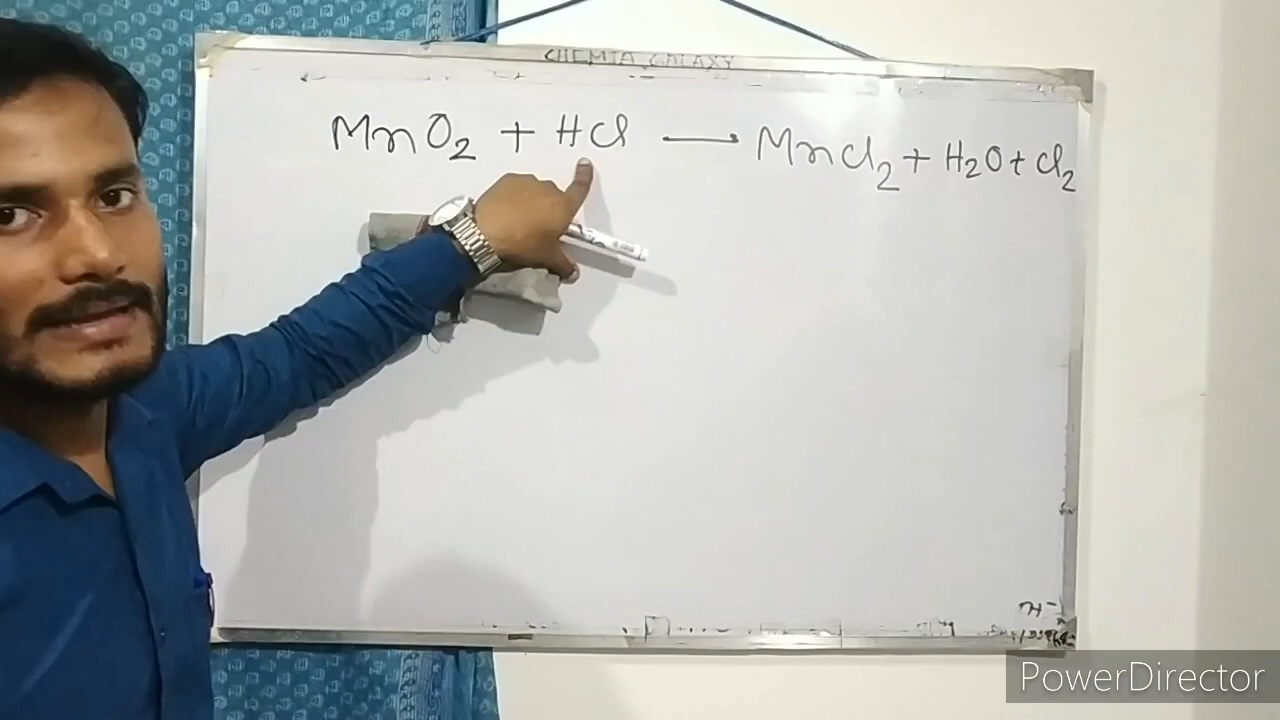 CHEMIA GALAXY
MnO2 + HCl → MnCl2 + H2O + Cl2
PowerDirector